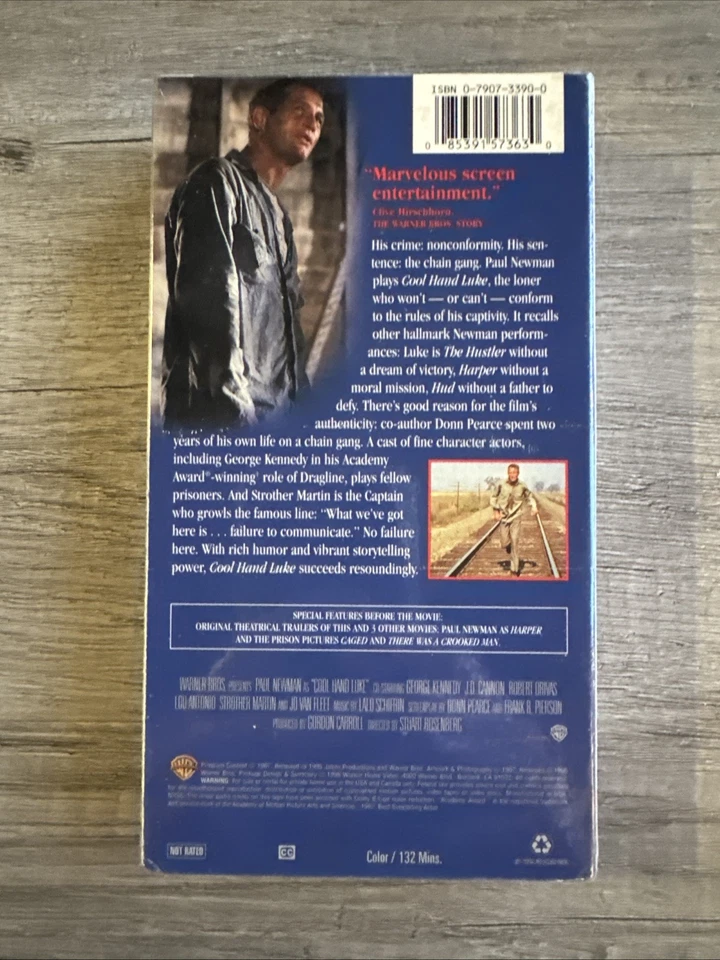 ISBN 0-7907-3390-0
0 85391 57363 0
"Marvelous screen
entertainment."
Clive Hirschhorn
THE WARNER BROS. STORY
His crime: nonconformity. His sen-
tence: the chain gang. Paul Newman
plays Cool Hand Luke, the loner
who won't — or can't — conform
to the rules of his captivity. It recalls
other hallmark Newman perform-
ances: Luke is The Hustler without
a dream of victory, Harper without a
moral mission, Hud without a father to
defy. There's good reason for the film's
authenticity: co-author Donn Pearce spent two
years of his own life on a chain gang. A cast of fine character actors,
including George Kennedy in his Academy
Award®-winning role of Dragline, plays fellow
prisoners. And Strother Martin is the Captain
who growls the famous line: "What we've got
here is . . . failure to communicate." No failure
here. With rich humor and vibrant storytelling
power, Cool Hand Luke succeeds resoundingly.
SPECIAL FEATURES BEFORE THE MOVIE:
ORIGINAL THEATRICAL TRAILERS OF THIS AND 3 OTHER MOVIES: PAUL NEWMAN AS HARPER
AND THE PRISON PICTURES CAGED AND THERE WAS A CROOKED MAN.
WARNER BROS. PRESENTS PAUL NEWMAN AS "COOL HAND LUKE" CO-STARRING GEORGE KENNEDY J.D. CANNON ROBERT DRIVAS
LOU ANTONIO STROTHER MARTIN AND JO VAN FLEET MUSIC BY LALO SCHIFRIN SCREENPLAY BY DONN PEARCE AND FRANK R. PIERSON
PRODUCED BY GORDON CARROLL DIRECTED BY STUART ROSENBERG
WARNING:
NOT RATED
CC
Color / 132 Mins.